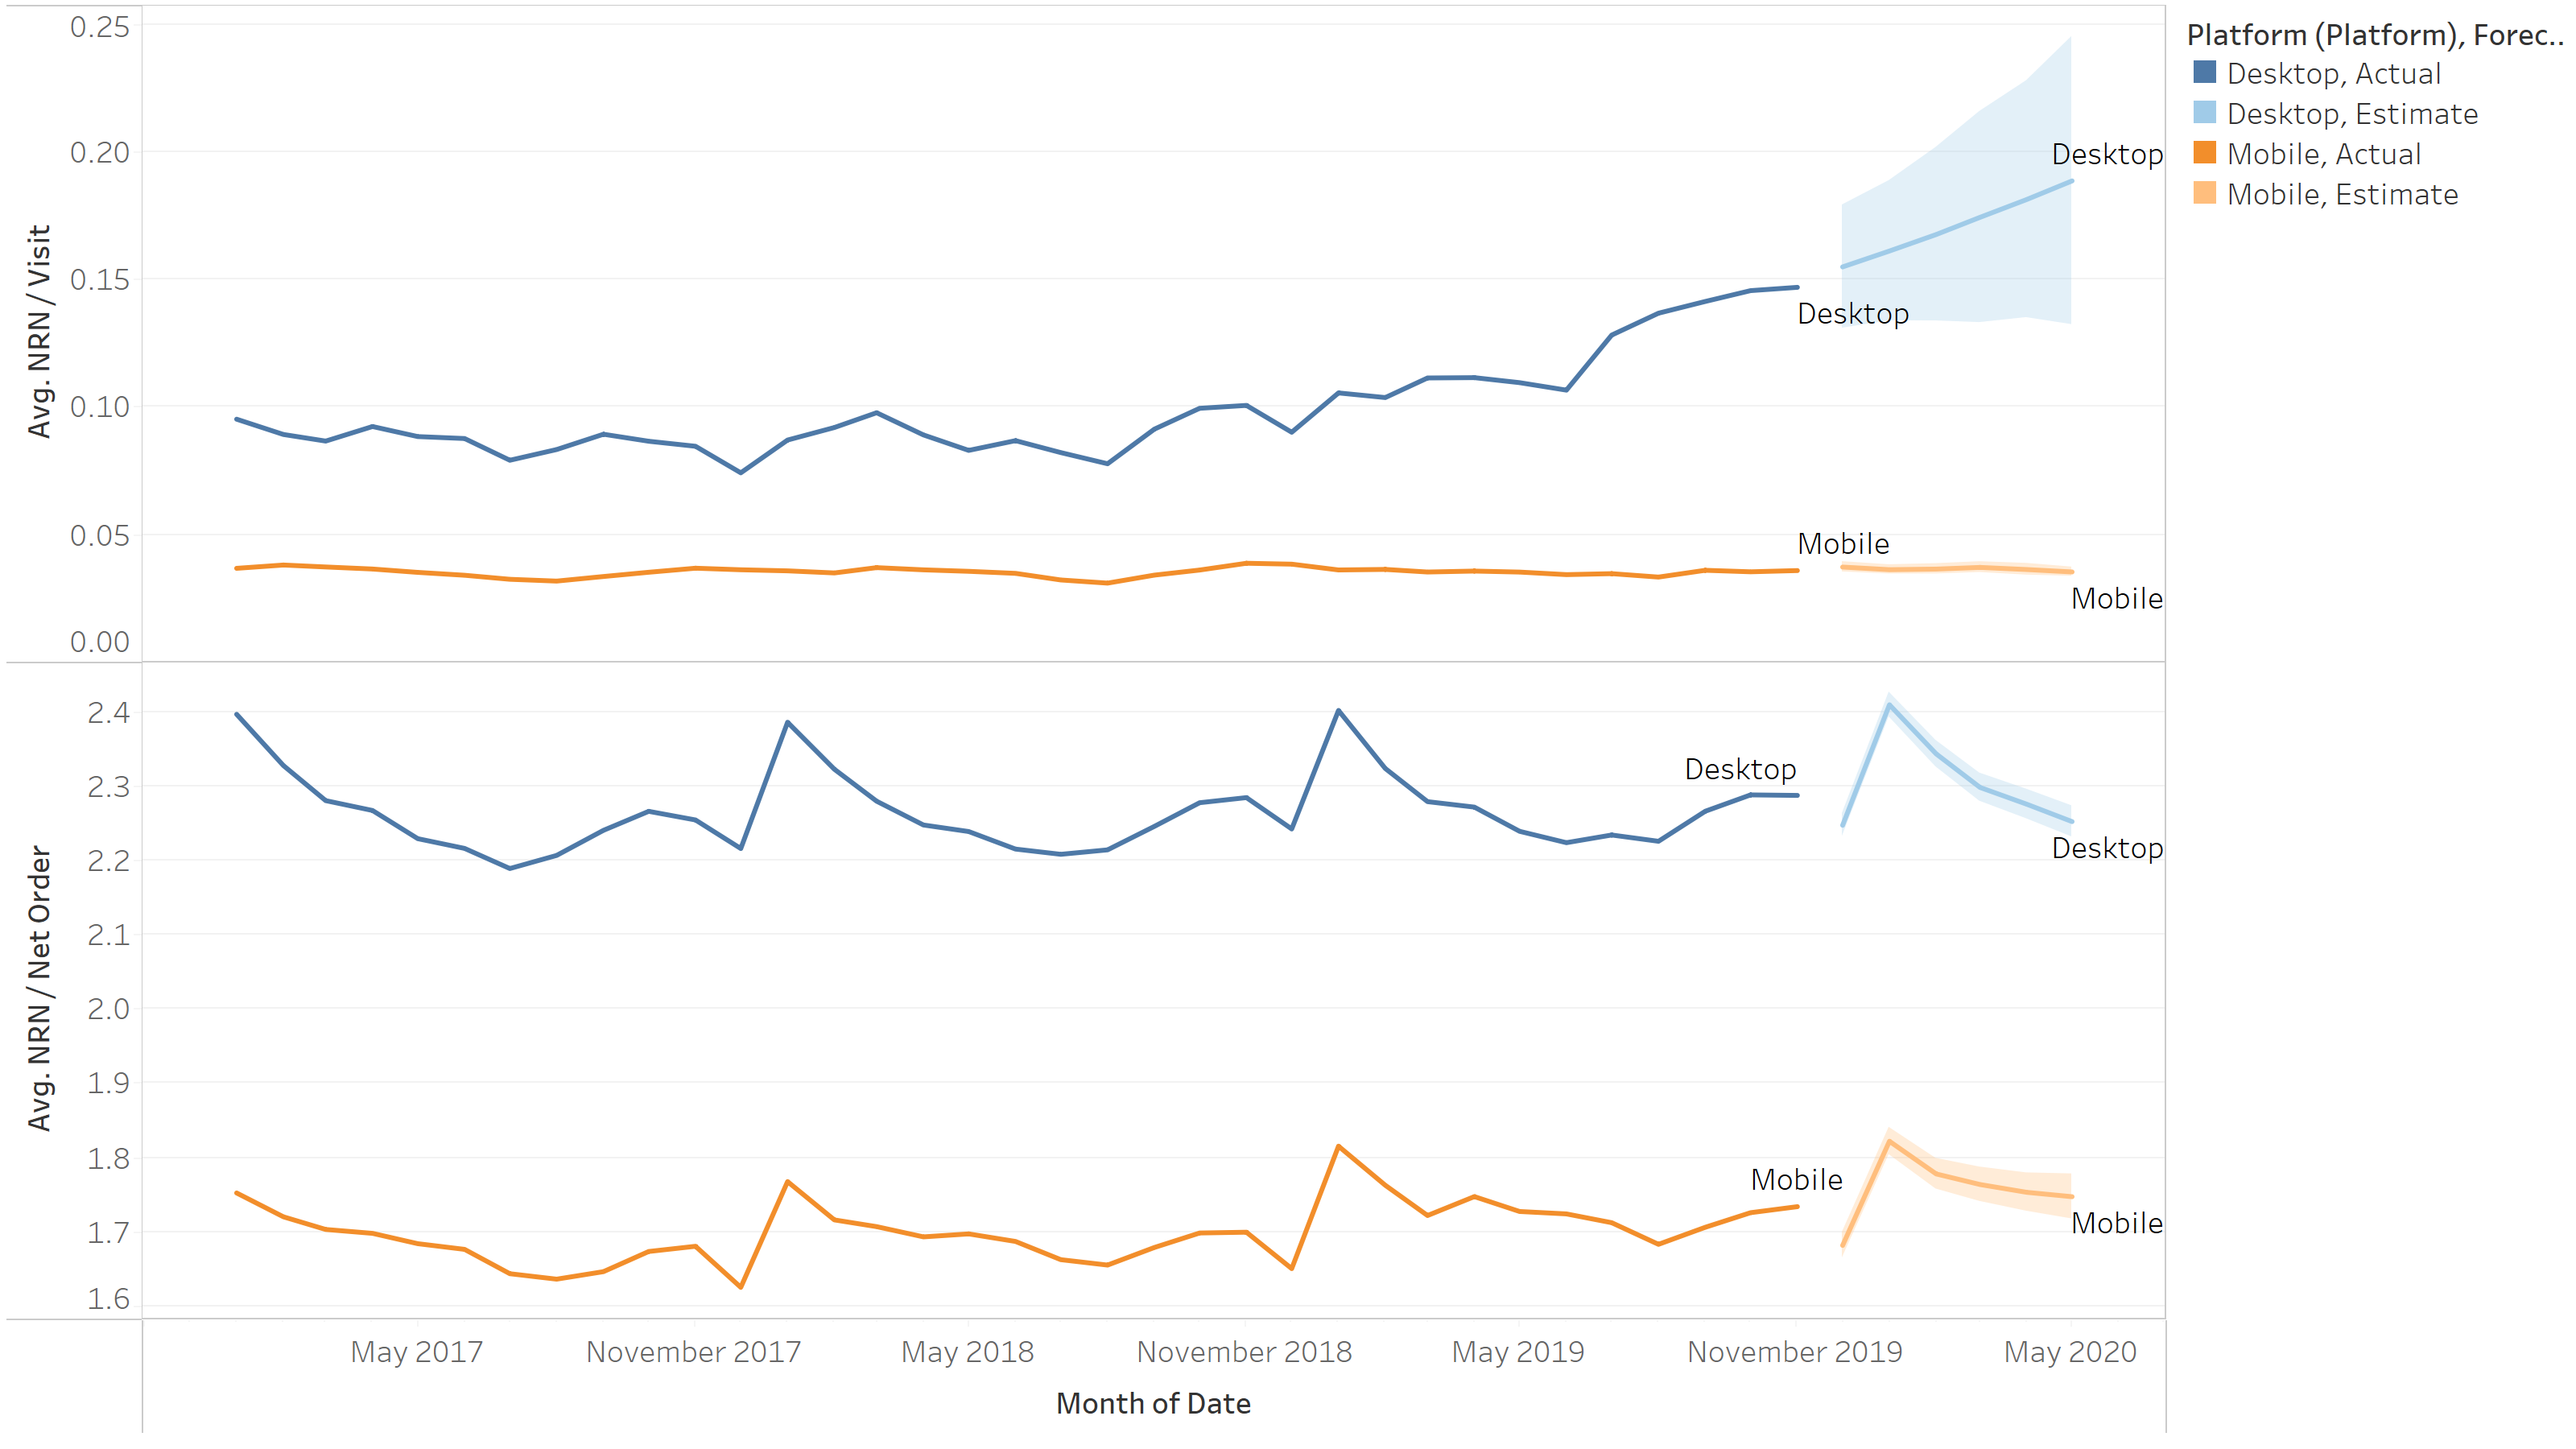 Platform (Platform), Forec..
Desktop, Actual
Desktop, Estimate
Mobile, Actual
Mobile, Estimate
Avg. NRN / Visit
0.25
0.20
0.15
0.10
0.05
0.00
Desktop
Desktop
Mobile
Mobile
Avg. NRN / Net Order
2.4
2.3
2.2
2.1
2.0
1.9
1.8
1.7
1.6
Desktop
Desktop
Mobile
Mobile
May 2017 November 2017 May 2018 November 2018 May 2019 November 2019 May 2020
Month of Date